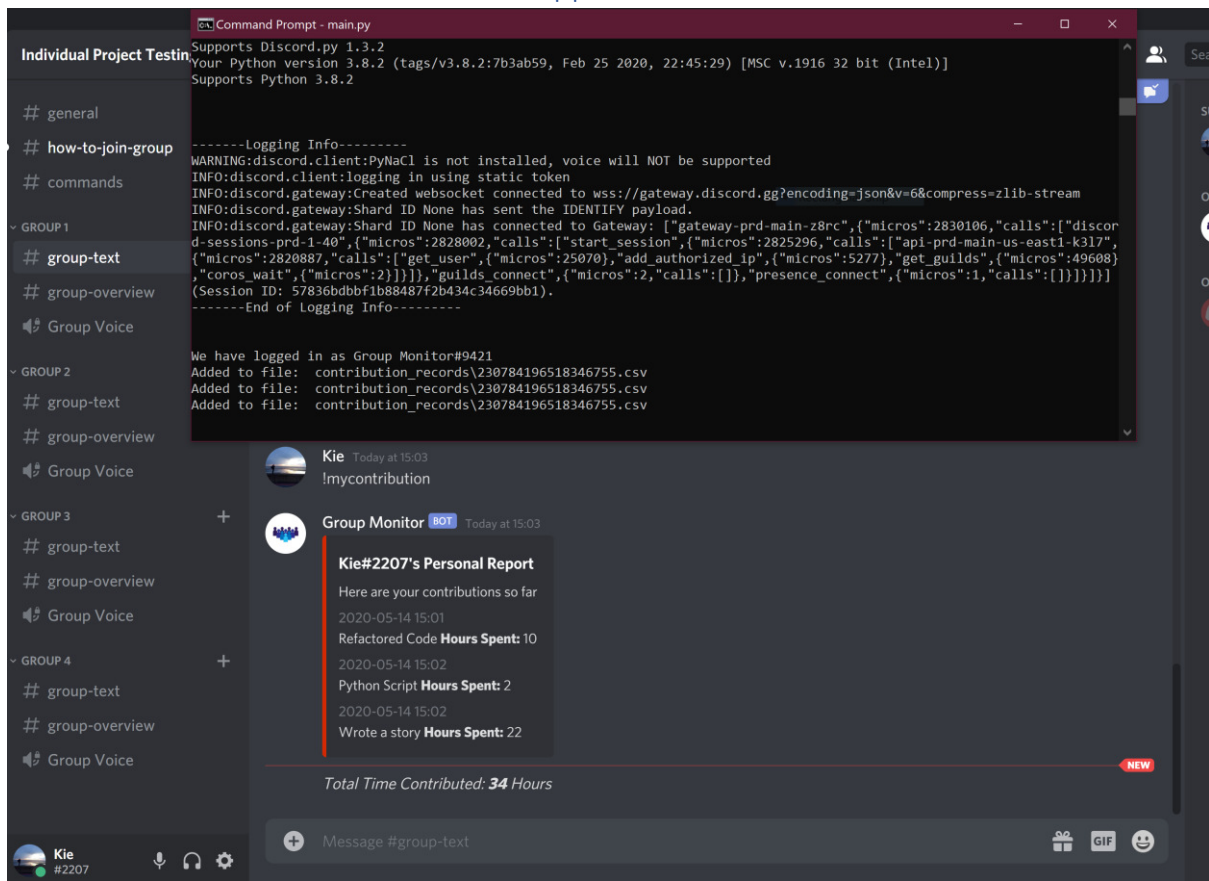 Command Prompt - main.py
Supports Discord.py 1.3.2
Your Python version 3.8.2 (tags/v3.8.2:7b3ab59, Feb 25 2020, 22:45:29) [MSC v.1916 32 bit (Intel)]
Supports Python 3.8.2
-------Logging Info---------
WARNING:discord.client:PyNaCl is not installed, voice will NOT be supported
INFO:discord.client:logging in using static token
INFO:discord.gateway:Created websocket connected to wss://gateway.discord.gg?encoding=json&v=6&compress=zlib-stream
INFO:discord.gateway:Shard ID None has sent the IDENTIFY payload.
INFO:discord.gateway:Shard ID None has connected to Gateway: ["gateway-prd-main-z8rc",{"micros":2830106,"calls":["discor
d-sessions-prd-1-40",{"micros":2828002,"calls":["start_session",{"micros":2825296,"calls":["api-prd-main-us-east1-k3l7",
{"micros":2820887,"calls":["get_user",{"micros":25070},"add_authorized_ip",{"micros":5277},"get_guilds",{"micros":49608}
,"coros_wait",{"micros":2}]}]},"guilds_connect",{"micros":2,"calls":[]},"presence_connect",{"micros":1,"calls":[]}]}]}]
(Session ID: 57836bdbbf1b88487f2b434c34669bb1).
-------End of Logging Info---------
We have logged in as Group Monitor#9421
Added to file:  contribution_records\230784196518346755.csv
Added to file:  contribution_records\230784196518346755.csv
Added to file:  contribution_records\230784196518346755.csv
Individual Project Testin
# general
# how-to-join-group
# commands
GROUP 1
# group-text
# group-overview
Group Voice
GROUP 2
# group-text
# group-overview
Group Voice
GROUP 3 +
# group-text
# group-overview
Group Voice
GROUP 4 +
# group-text
# group-overview
Group Voice
Kie
#2207
Kie Today at 15:03
!mycontribution
Group Monitor BOT Today at 15:03
Kie#2207's Personal Report
Here are your contributions so far
2020-05-14 15:01
Refactored Code Hours Spent: 10
2020-05-14 15:02
Python Script Hours Spent: 2
2020-05-14 15:02
Wrote a story Hours Spent: 22
NEW
Total Time Contributed: 34 Hours
Message #group-text
GIF
Sea